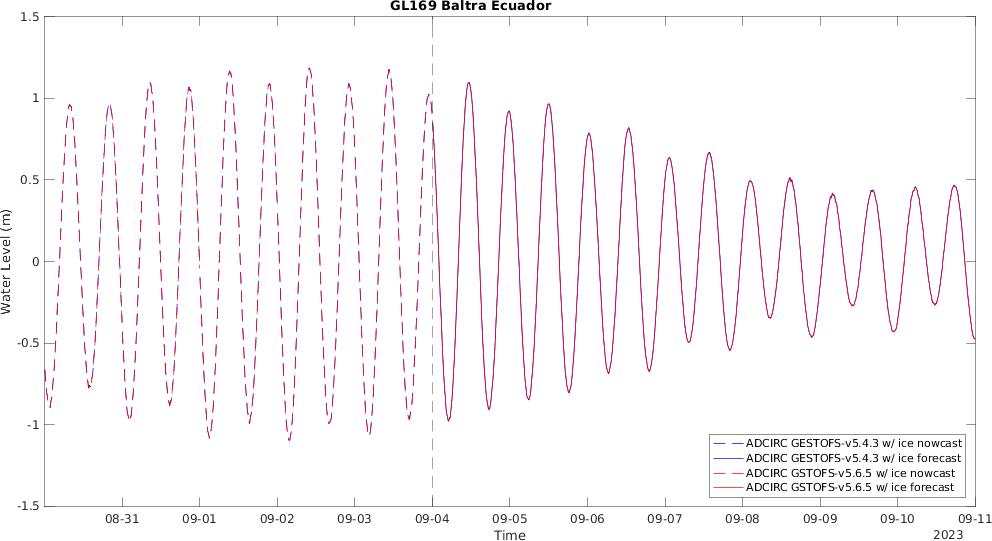 GL169 Baltra Ecuador
1.5
1
0.5
0
-0.5
-1
-1.5
Water Level (m)
08-31 09-01 09-02 09-03 09-04 09-05 09-06 09-07 09-08 09-09 09-10 09-11
Time
2023
ADCIRC GESTOFS-v5.4.3 w/ ice nowcast
ADCIRC GESTOFS-v5.4.3 w/ ice forecast
ADCIRC GSTOFS-v5.6.5 w/ ice nowcast
ADCIRC GSTOFS-v5.6.5 w/ ice forecast